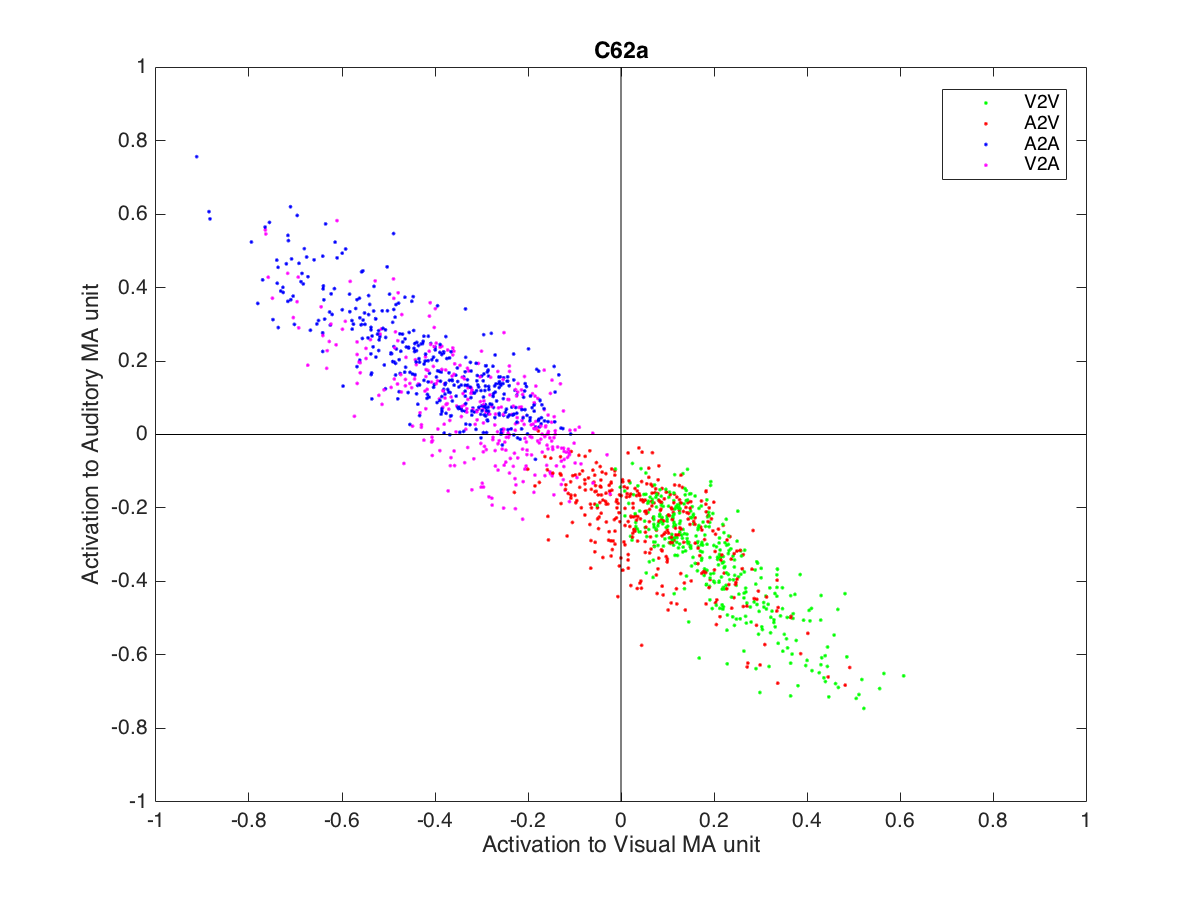 C62a
1
0.8
0.6
0.4
0.2
0
-0.2
-0.4
-0.6
-0.8
-1
Activation to Auditory MA unit
V2V
A2V
A2A
V2A
-1 -0.8 -0.6 -0.4 -0.2 0 0.2 0.4 0.6 0.8 1
Activation to Visual MA unit